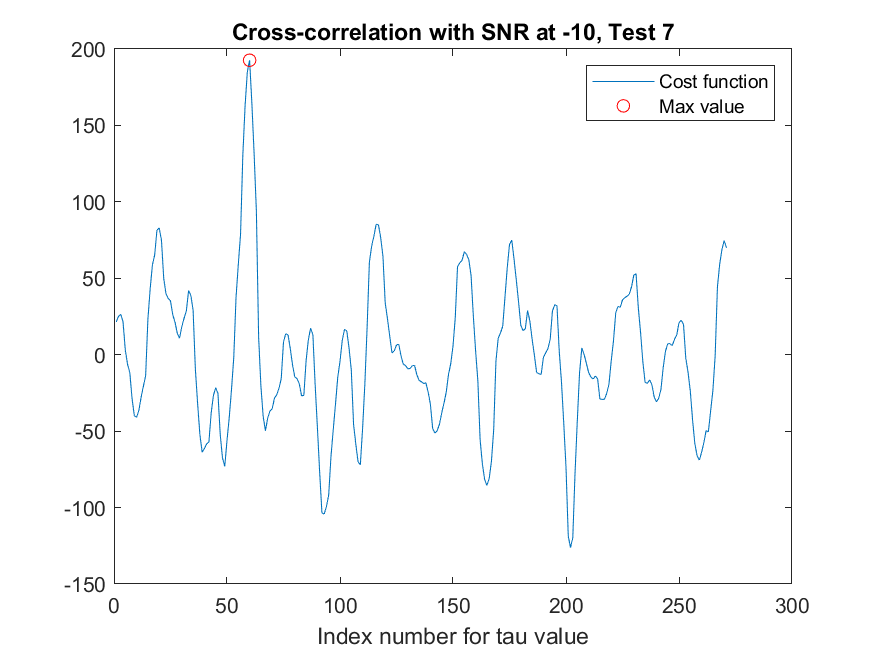 Cross-correlation with SNR at -10, Test 7
200
150
100
50
0
-50
-100
-150
Cost function
Max value
0 50 100 150 200 250 300
Index number for tau value